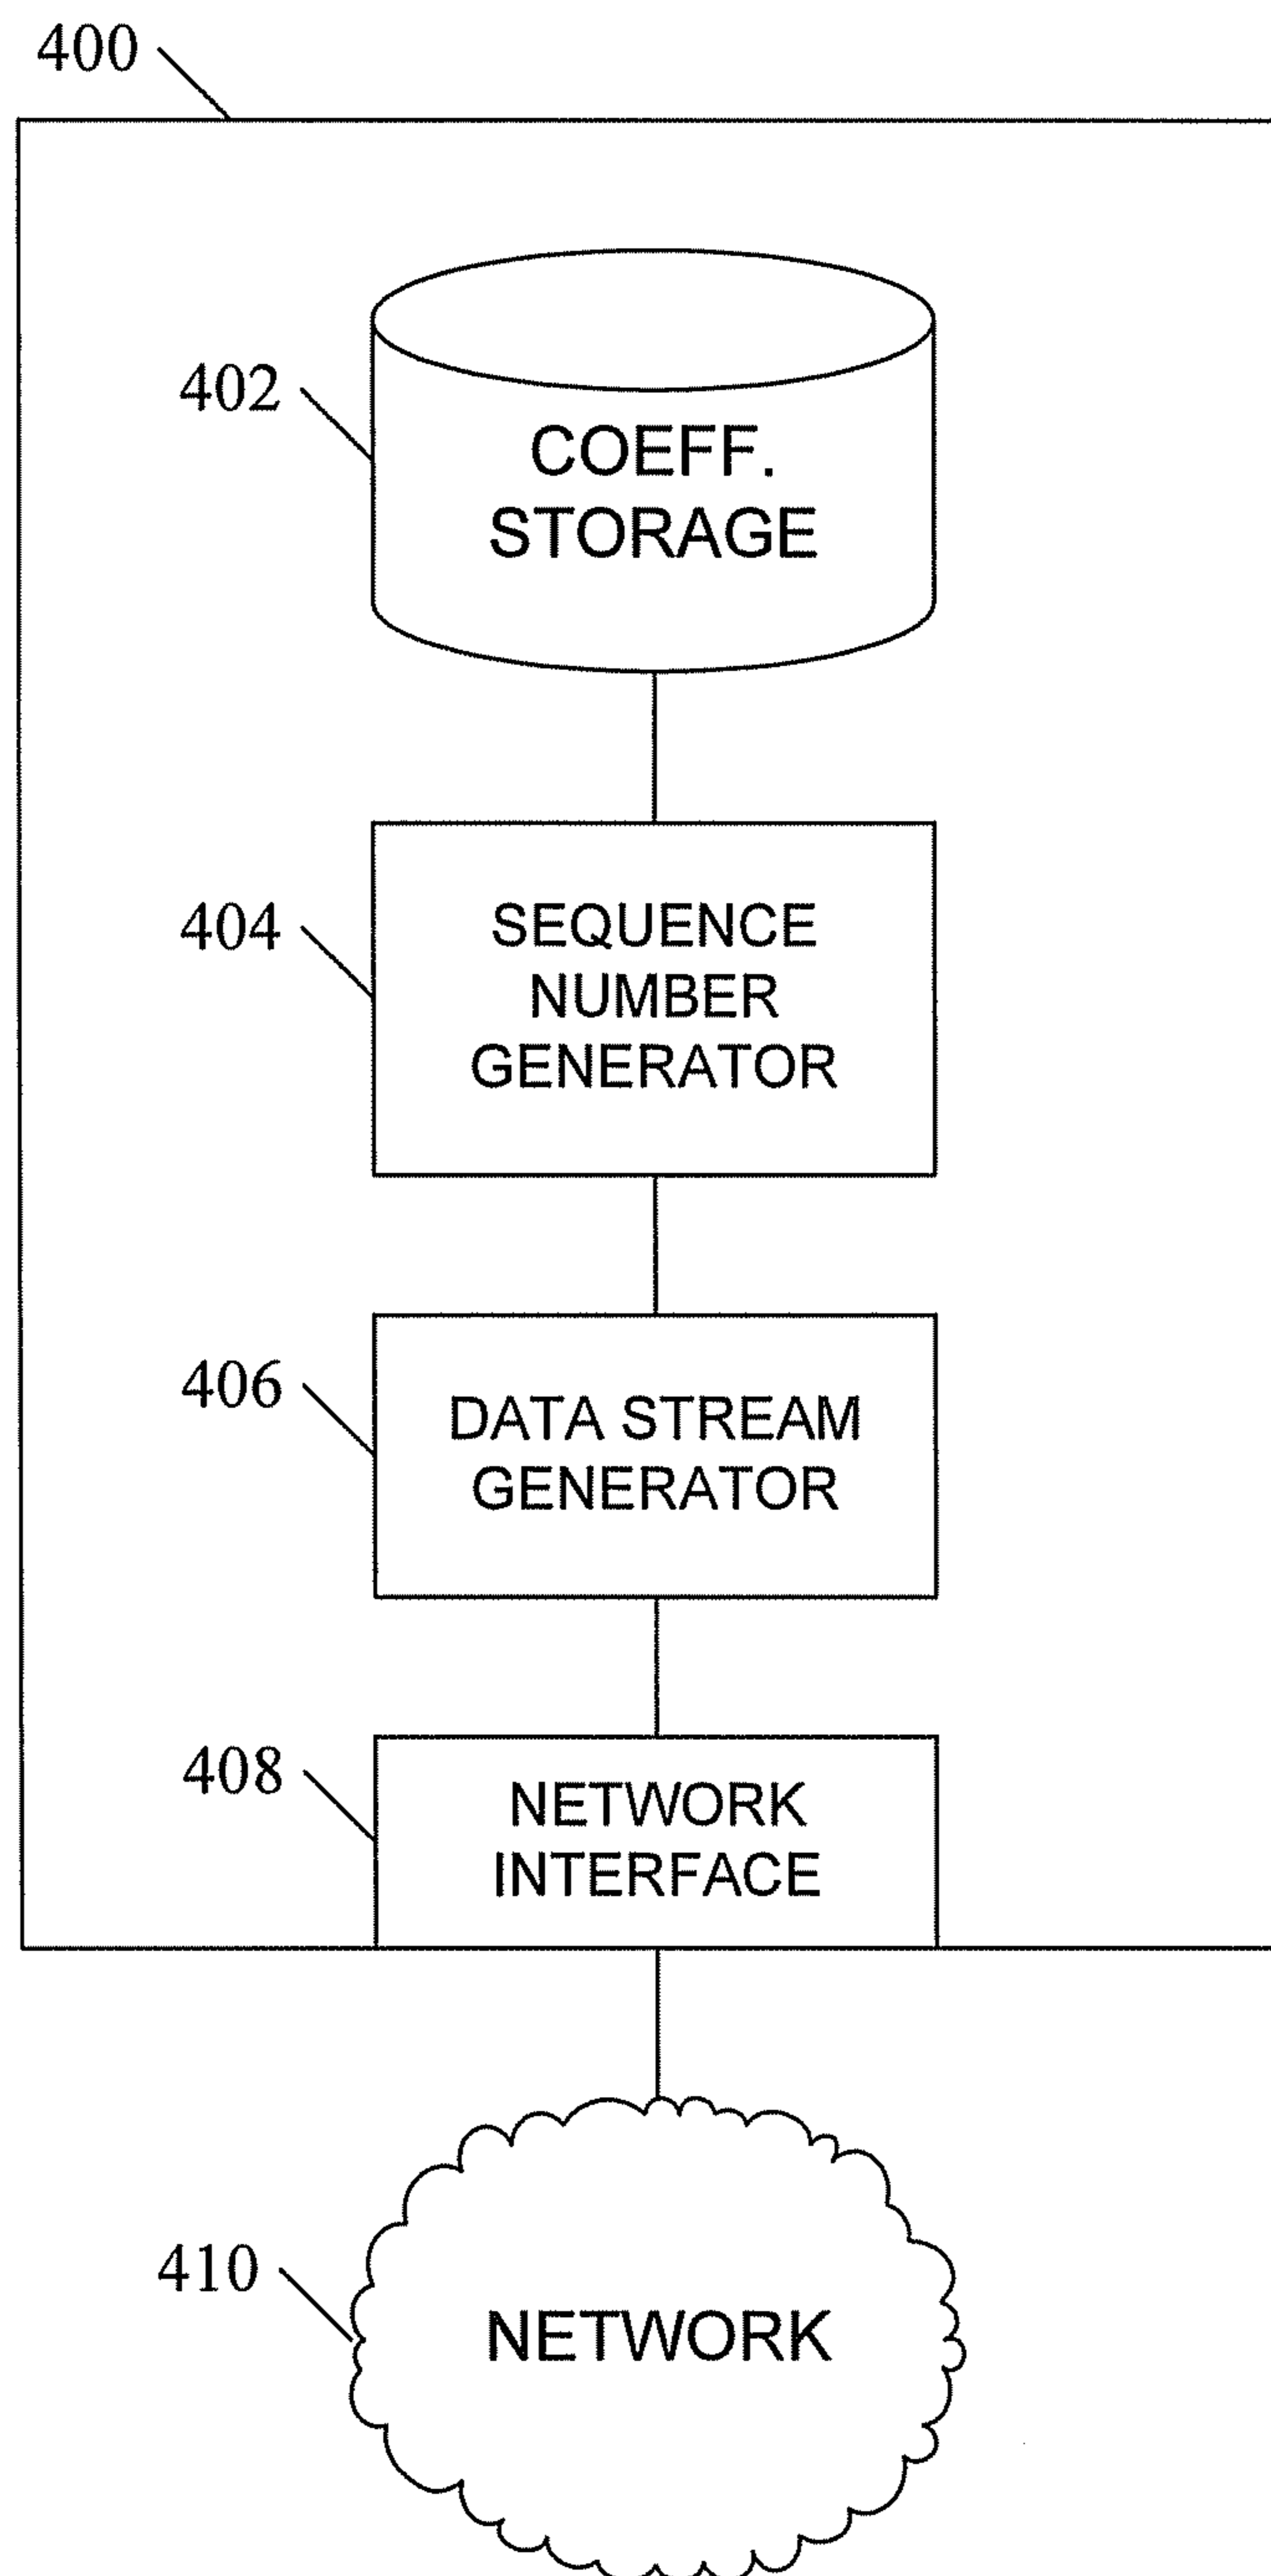 400
402
COEFF.
STORAGE
404
SEQUENCE
NUMBER
GENERATOR
406
DATA STREAM
GENERATOR
408
NETWORK
INTERFACE
410
NETWORK